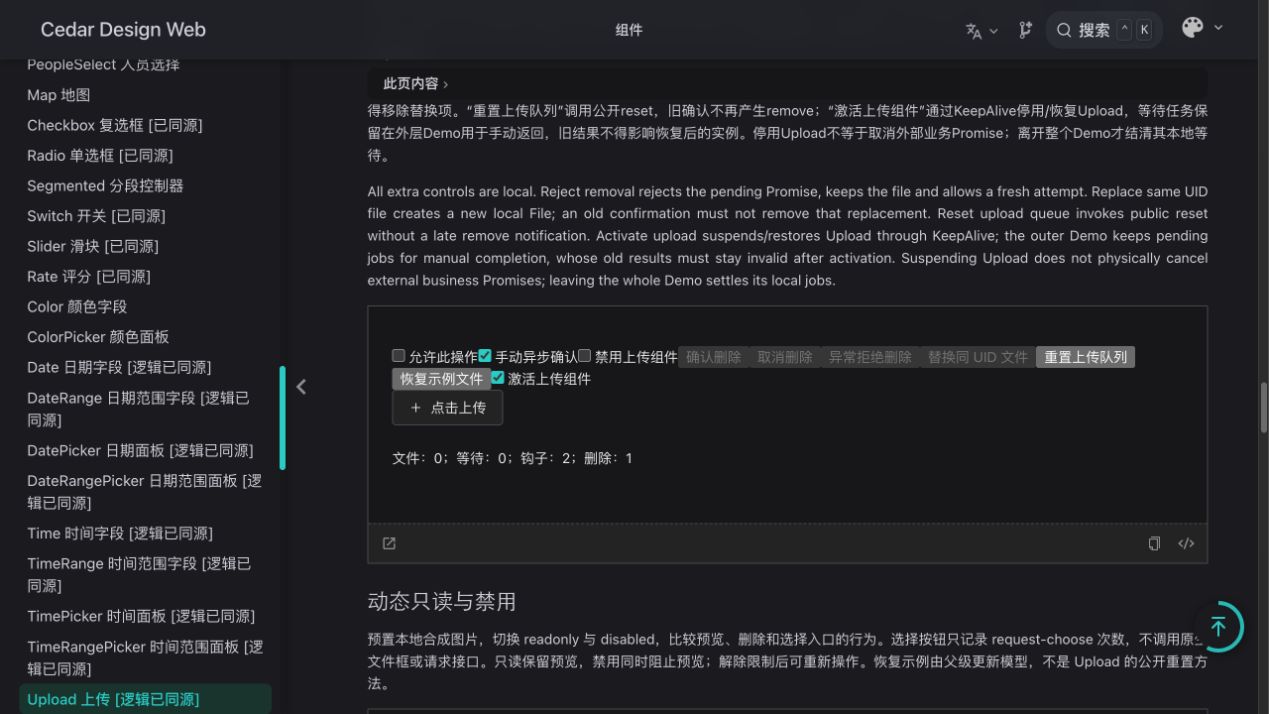 Cedar Design Web
组件
搜索
^
K
PeopleSelect 人员选择
Map 地图
Checkbox 复选框 [已同源]
Radio 单选框 [已同源]
Segmented 分段控制器
Switch 开关 [已同源]
Slider 滑块 [已同源]
Rate 评分 [已同源]
Color 颜色字段
ColorPicker 颜色面板
Date 日期字段 [逻辑已同源]
DateRange 日期范围字段 [逻辑已
同源]
DatePicker 日期面板 [逻辑已同源]
DateRangePicker 日期范围面板 [逻
辑已同源]
Time 时间字段 [逻辑已同源]
TimeRange 时间范围字段 [逻辑已
同源]
TimePicker 时间面板 [逻辑已同源]
TimeRangePicker 时间范围面板 [逻
辑已同源]
Upload 上传 [逻辑已同源]
此页内容 ›
得移除替换项。“重置上传队列”调用公开reset，旧确认不再产生remove；“激活上传组件”通过KeepAlive停用/恢复Upload，等待任务保
留在外层Demo用于手动返回，旧结果不得影响恢复后的实例。停用Upload不等于取消外部业务Promise；离开整个Demo才结清其本地等
待。
All extra controls are local. Reject removal rejects the pending Promise, keeps the file and allows a fresh attempt. Replace same UID
file creates a new local File; an old confirmation must not remove that replacement. Reset upload queue invokes public reset
without a late remove notification. Activate upload suspends/restores Upload through KeepAlive; the outer Demo keeps pending
jobs for manual completion, whose old results must stay invalid after activation. Suspending Upload does not physically cancel
external business Promises; leaving the whole Demo settles its local jobs.
允许此操作 手动异步确认 禁用上传组件 确认删除 取消删除 异常拒绝删除 替换同 UID 文件 重置上传队列
恢复示例文件 激活上传组件
+ 点击上传
文件：0；等待：0；钩子：2；删除：1
</>
动态只读与禁用
预置本地合成图片，切换 readonly 与 disabled，比较预览、删除和选择入口的行为。选择按钮只记录 request-choose 次数，不调用原生
文件框或请求接口。只读保留预览，禁用同时阻止预览；解除限制后可重新操作。恢复示例由父级更新模型，不是 Upload 的公开重置方
法。